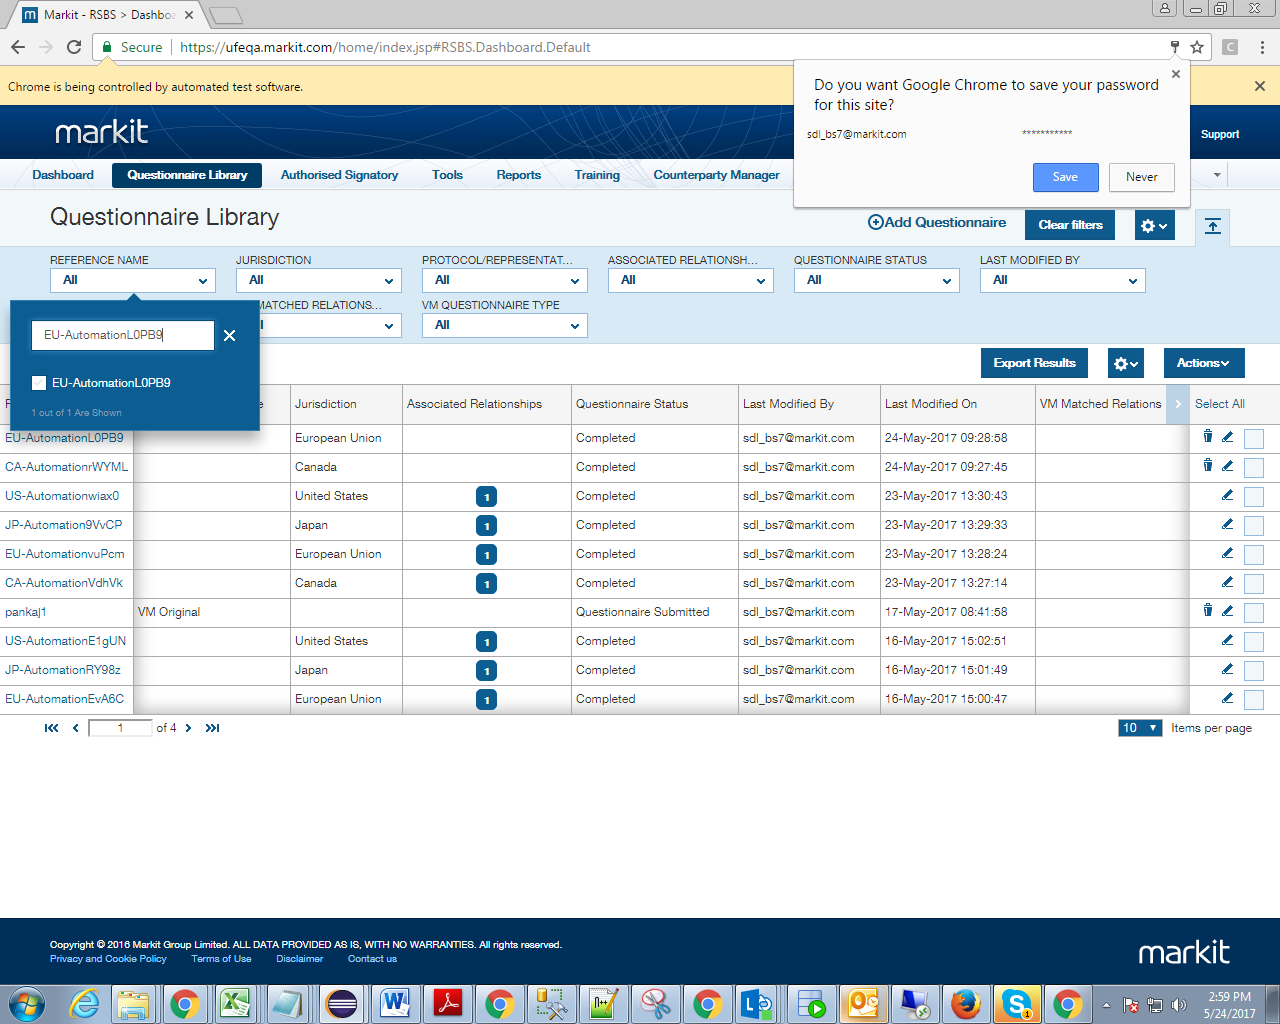 Markit - RSBS > Dashboa
Secure
https://ufeqa.markit.com/home/index.jsp#RSBS.Dashboard.Default
C
Chrome is being controlled by automated test software.
Do you want Google Chrome to save your password
for this site?
sdl_bs7@markit.com ***********
Save Never
markit
Support
Dashboard Questionnaire Library Authorised Signatory Tools Reports Training Counterparty Manager
Questionnaire Library
Add Questionnaire Clear filters
REFERENCE NAME JURISDICTION PROTOCOL/REPRESENTAT... ASSOCIATED RELATIONSH... QUESTIONNAIRE STATUS LAST MODIFIED BY
All All All All All All
MATCHED RELATIONS... VM QUESTIONNAIRE TYPE
All
EU-AutomationL0PB9
EU-AutomationL0PB9
1 out of 1 Are Shown
Export Results Actions
Jurisdiction Associated Relationships Questionnaire Status Last Modified By Last Modified On VM Matched Relations Select All
EU-AutomationL0PB9 European Union Completed sdl_bs7@markit.com 24-May-2017 09:28:58
CA-AutomationrWYML Canada Completed sdl_bs7@markit.com 24-May-2017 09:27:45
US-Automationwiax0 United States 1 Completed sdl_bs7@markit.com 23-May-2017 13:30:43
JP-Automation9VvCP Japan 1 Completed sdl_bs7@markit.com 23-May-2017 13:29:33
EU-AutomationvuPcm European Union 1 Completed sdl_bs7@markit.com 23-May-2017 13:28:24
CA-AutomationVdhVk Canada 1 Completed sdl_bs7@markit.com 23-May-2017 13:27:14
pankaj1 VM Original Questionnaire Submitted sdl_bs7@markit.com 17-May-2017 08:41:58
US-AutomationE1gUN United States 1 Completed sdl_bs7@markit.com 16-May-2017 15:02:51
JP-AutomationRY98z Japan 1 Completed sdl_bs7@markit.com 16-May-2017 15:01:49
EU-AutomationEvA6C European Union 1 Completed sdl_bs7@markit.com 16-May-2017 15:00:47
1 of 4 10 Items per page
Copyright © 2016 Markit Group Limited. ALL DATA PROVIDED AS IS, WITH NO WARRANTIES. All rights reserved.
Privacy and Cookie Policy Terms of Use Disclaimer Contact us
markit
2:59 PM
5/24/2017